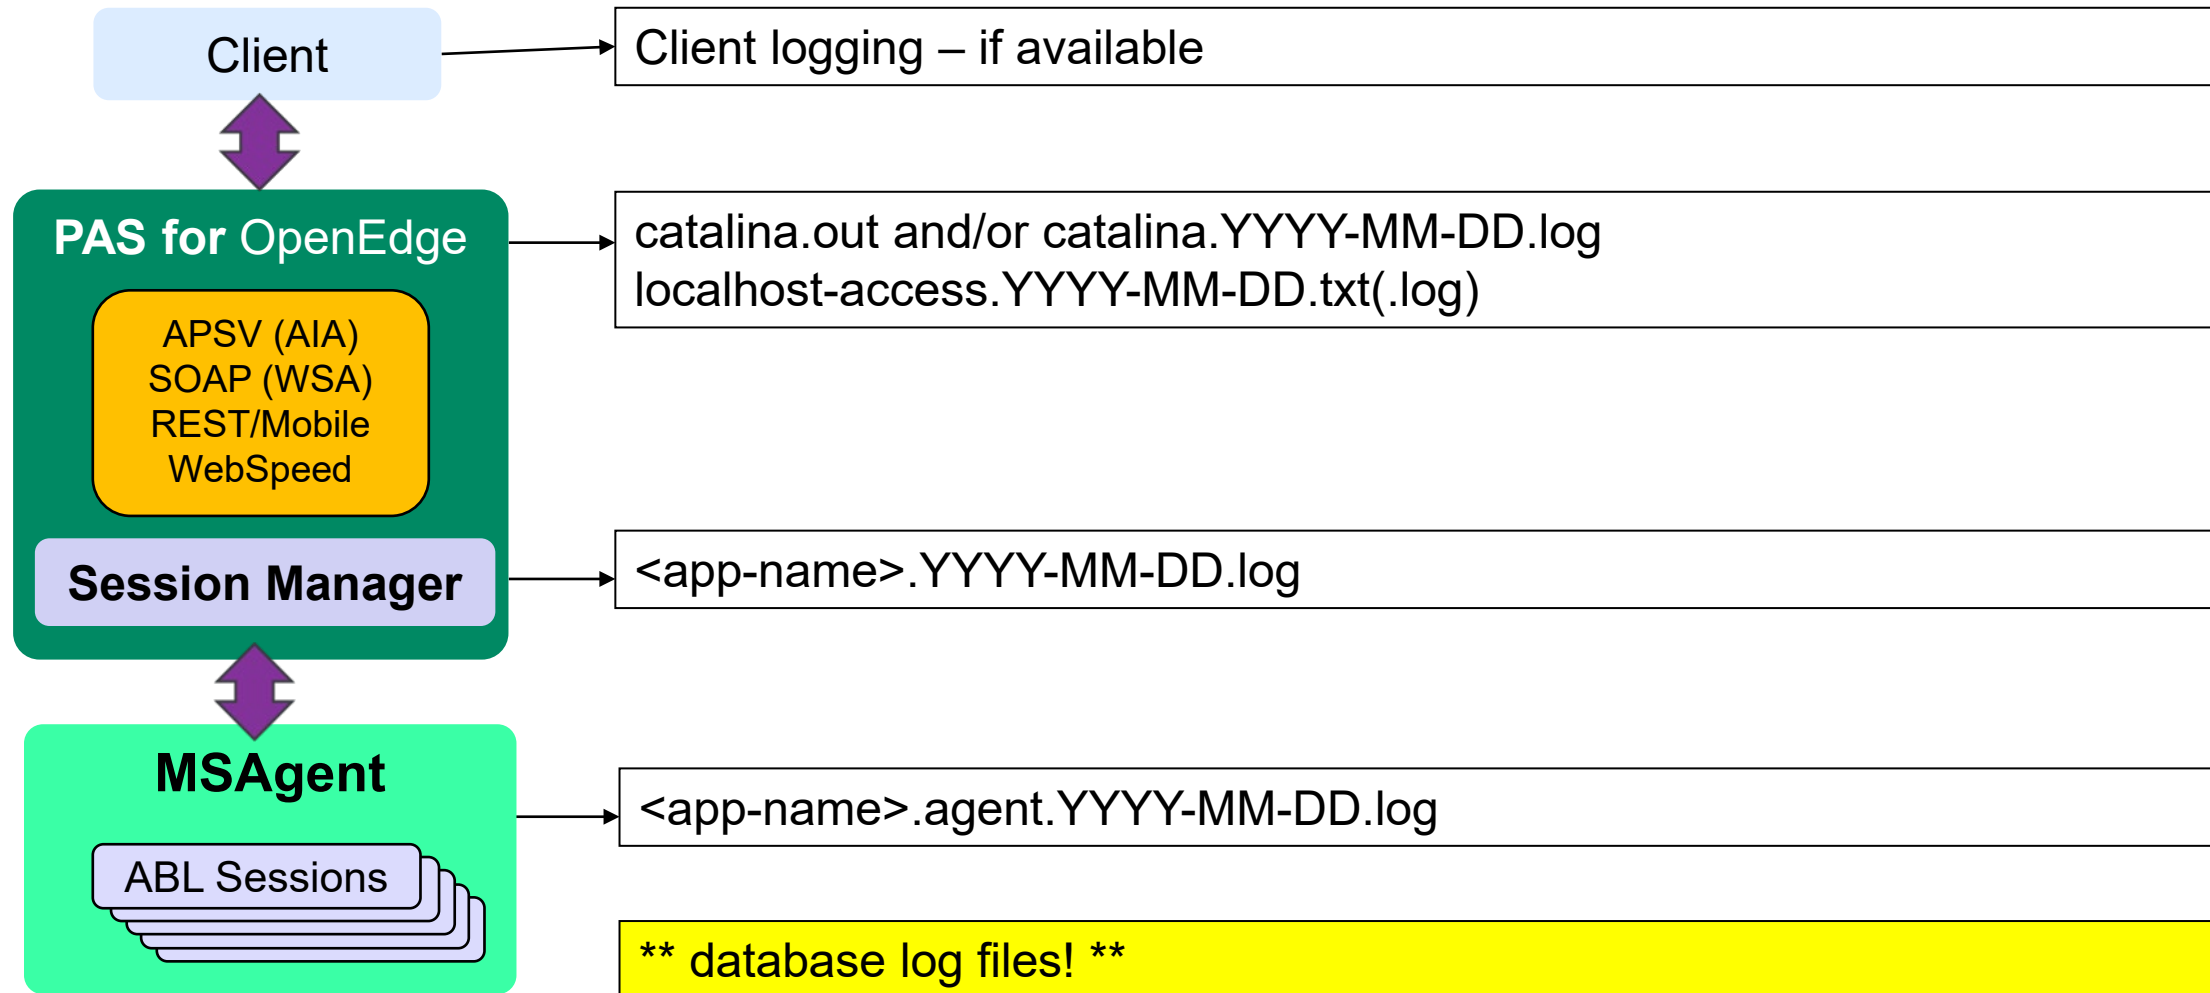 Client
Client logging – if available
PAS for OpenEdge
catalina.out and/or catalina.YYYY-MM-DD.log
localhost-access.YYYY-MM-DD.txt(.log)
APSV (AIA)
SOAP (WSA)
REST/Mobile
WebSpeed
Session Manager
<app-name>.YYYY-MM-DD.log
MSAgent
<app-name>.agent.YYYY-MM-DD.log
ABL Sessions
** database log files! **